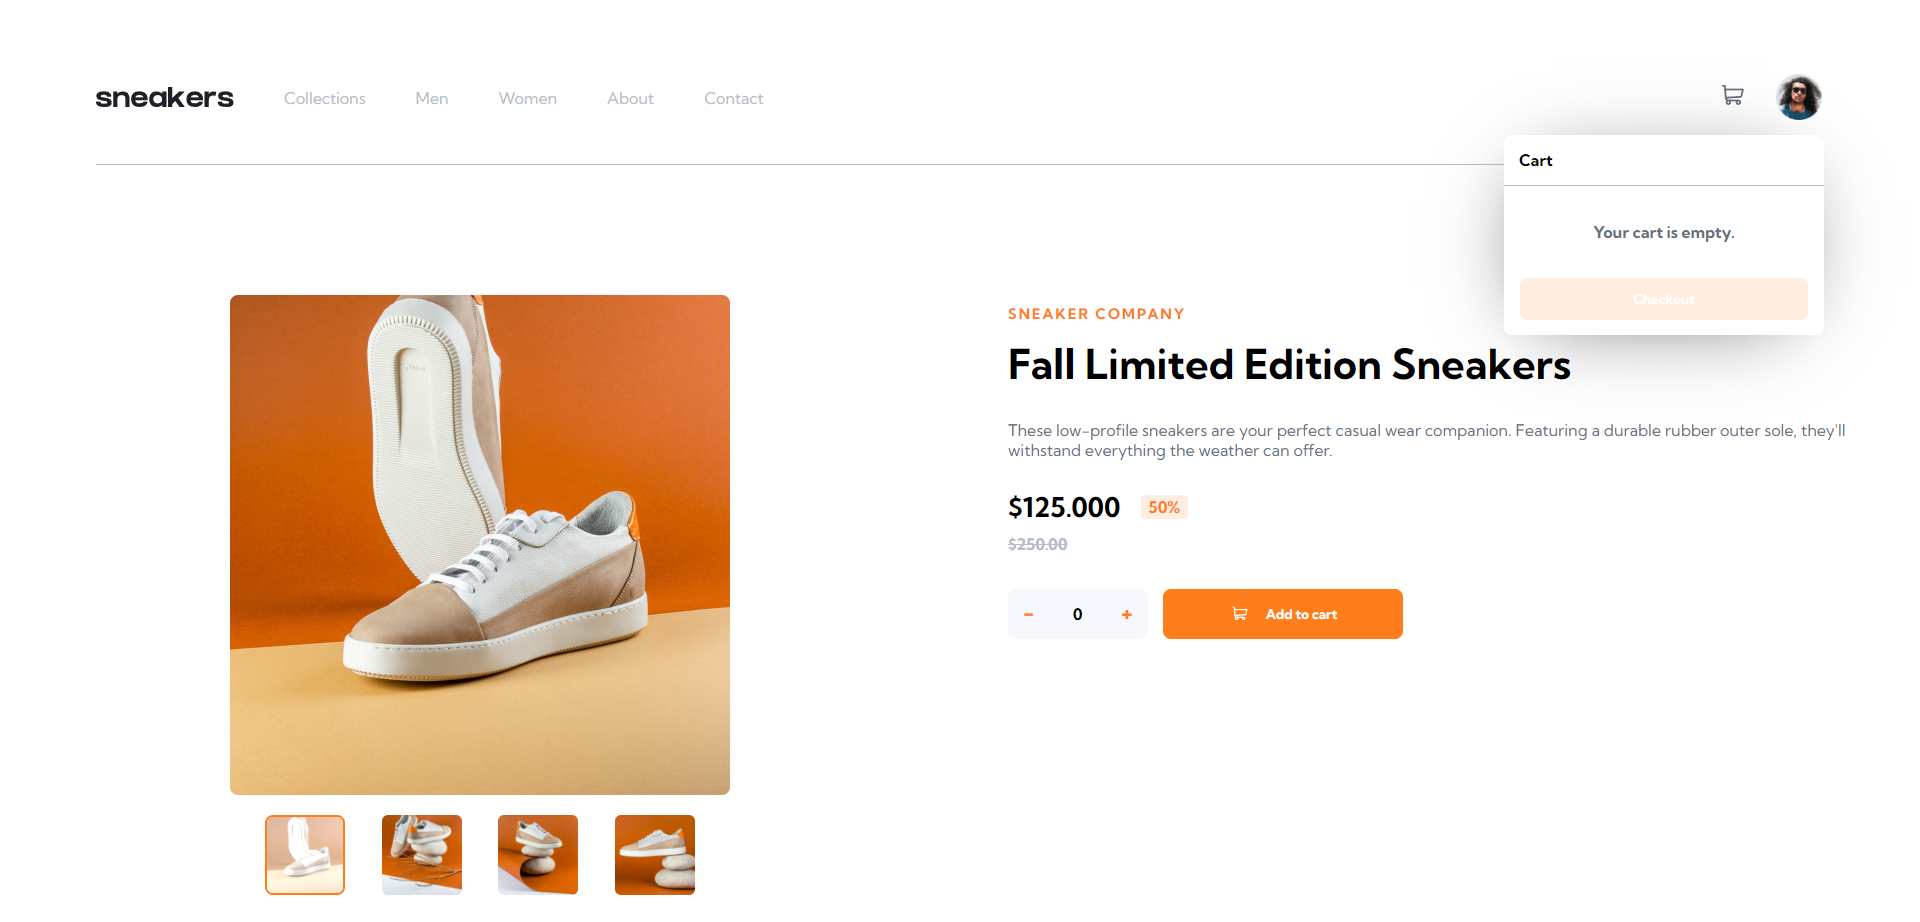 sneakers
Collections
Men
Women
About
Contact
Cart
Your cart is empty.
Checkout
SNEAKER COMPANY
Fall Limited Edition Sneakers
These low-profile sneakers are your perfect casual wear companion. Featuring a durable rubber outer sole, they'll
withstand everything the weather can offer.
$125.000
50%
$250.00
−
0
+
Add to cart